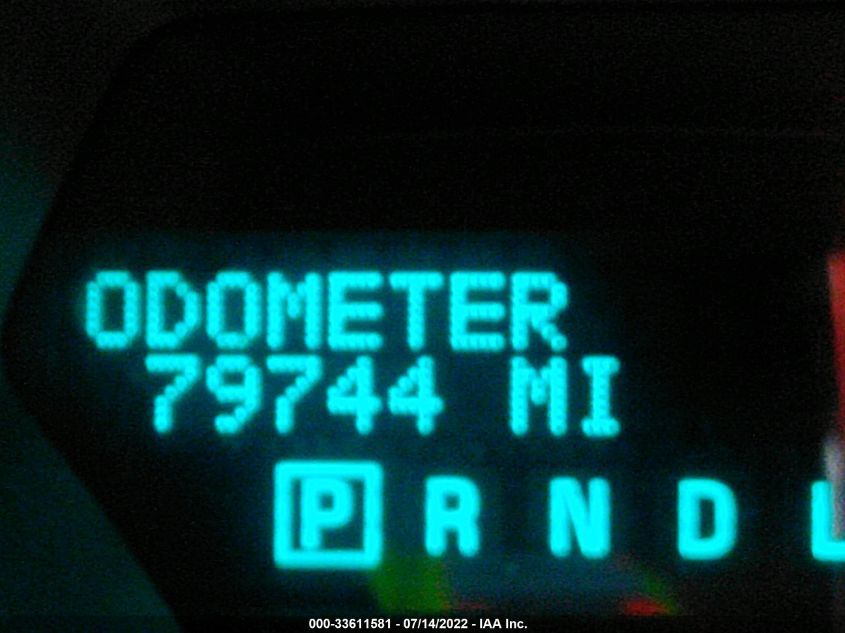 ODOMETER
79744 MI
P R N D L
000-33611581 - 07/14/2022 - IAA Inc.